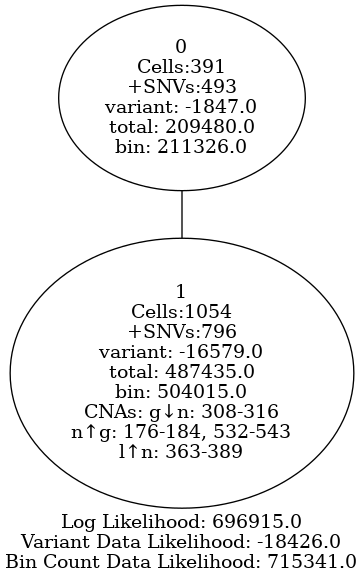 0
Cells:391
+SNVs:493
variant: -1847.0
total: 209480.0
bin: 211326.0
1
Cells:1054
+SNVs:796
variant: -16579.0
total: 487435.0
bin: 504015.0
CNAs: g↓n: 308-316
n↑g: 176-184, 532-543
l↑n: 363-389
Log Likelihood: 696915.0
Variant Data Likelihood: -18426.0
Bin Count Data Likelihood: 715341.0